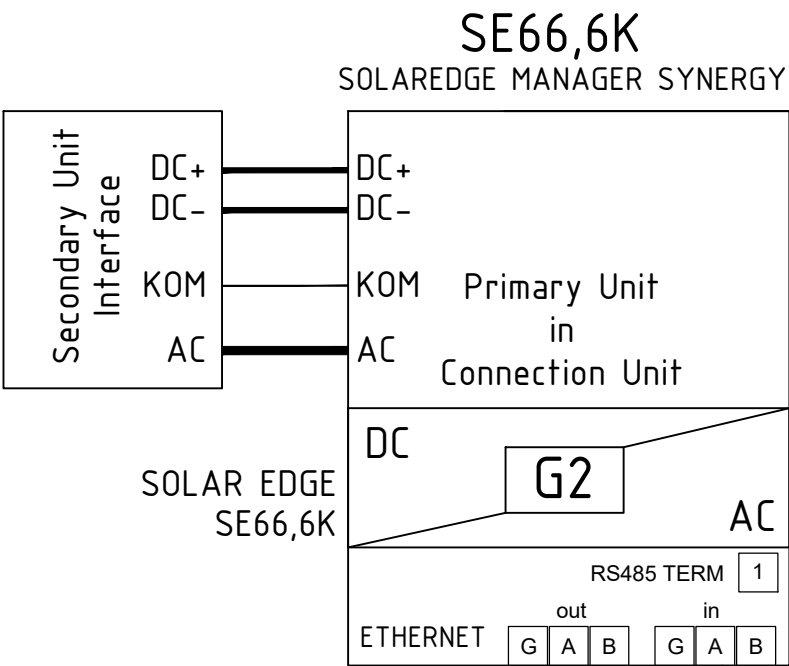 SE66,6K
SOLAREDGE MANAGER SYNERGY
Secondary Unit
Interface
DC+
DC-
KOM
AC
DC+
DC-
KOM
AC
Primary Unit
in
Connection Unit
SOLAR EDGE
SE66,6K
DC
G2
AC
RS485 TERM 1
out in
ETHERNET G A B G A B